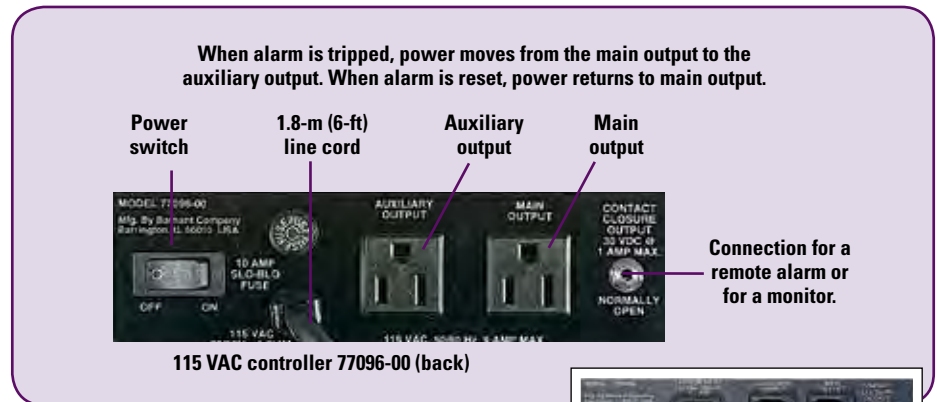 When alarm is tripped, power moves from the main output to the
auxiliary output. When alarm is reset, power returns to main output.
Power
switch
1.8-m (6-ft)
line cord
Auxiliary
output
Main
output
MODEL 77096-00
Mfg. By Barnant Company
Barrington, IL 60010 USA
10 AMP
SLO-BLO
FUSE
OFF ON
115 VAC
AUXILIARY
OUTPUT
MAIN
OUTPUT
115 VAC 50/60 Hz AMP MAX
CONTACT
CLOSURE
OUTPUT
30 VDC @
1 AMP MAX.
NORMALLY
OPEN
Connection for a
remote alarm or
for a monitor.
115 VAC controller 77096-00 (back)